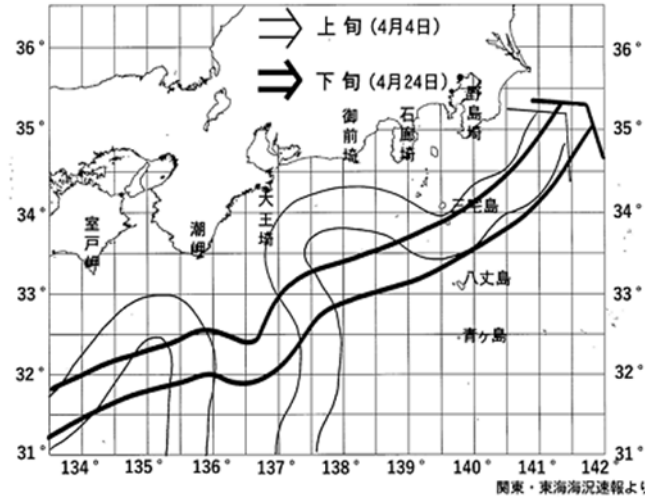 上旬(4月4日)
下旬(4月24日)
36°
36°
35°
35°
34°
34°
33°
33°
32°
32°
31°
31°
御前埼
石廊埼
野島埼
室戸岬
潮岬
大王埼
三宅島
八丈島
青ヶ島
134°
135°
136°
137°
138°
139°
140°
141°
142°
関東・東海海況速報より